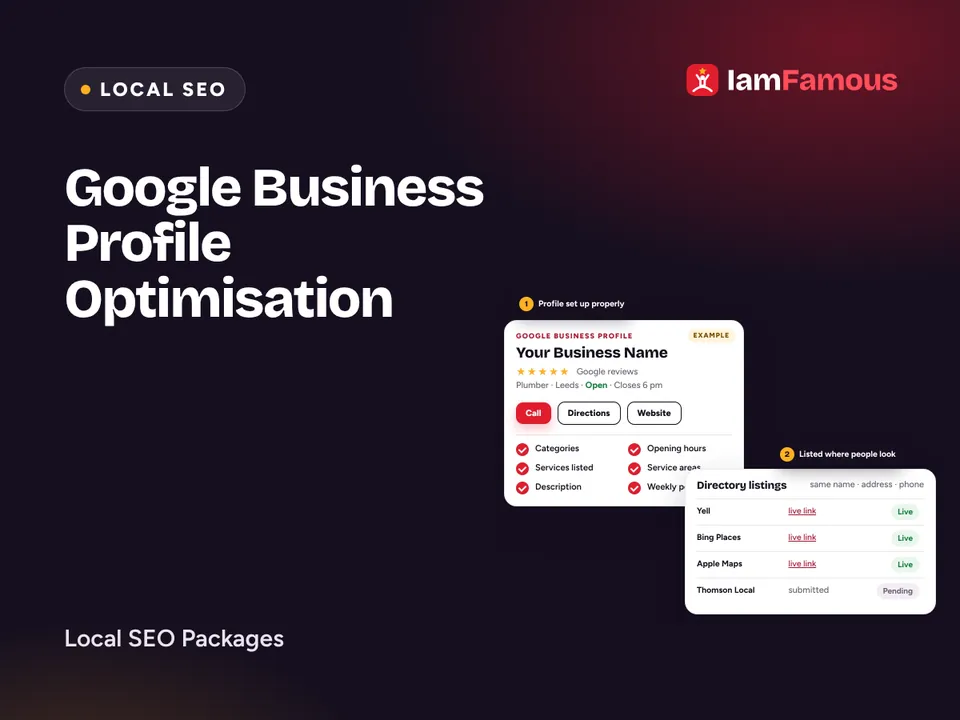 LOCAL SEO
IamFamous
Google Business
Profile
Optimisation
1 Profile set up properly
GOOGLE BUSINESS PROFILE
EXAMPLE
Your Business Name
★★★★★ Google reviews
Plumber · Leeds · Open · Closes 6 pm
Call
Directions
Website
Categories
Opening hours
Services listed
Service areas
Description
Weekly
2 Listed where people look
Directory listings
same name · address · phone
Yell live link Live
Bing Places live link Live
Apple Maps live link Live
Thomson Local submitted Pending
Local SEO Packages